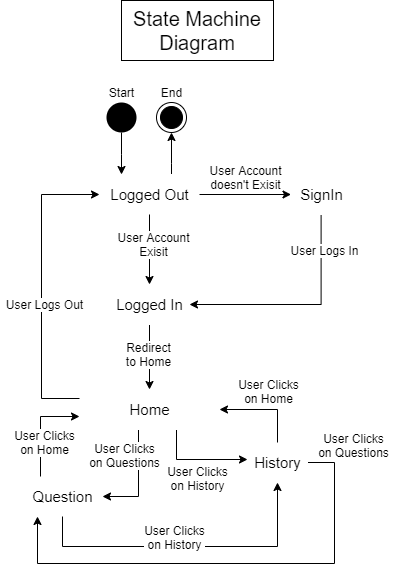 State Machine
Diagram
Start
End
Logged Out
User Account
doesn't Exisit
SignIn
User Account
Exisit
User Logs In
User Logs Out
Logged In
Redirect
to Home
User Clicks
on Home
Home
User Clicks
on Home
User Clicks
on Questions
User Clicks
on History
History
User Clicks
on Questions
Question
User Clicks
on History